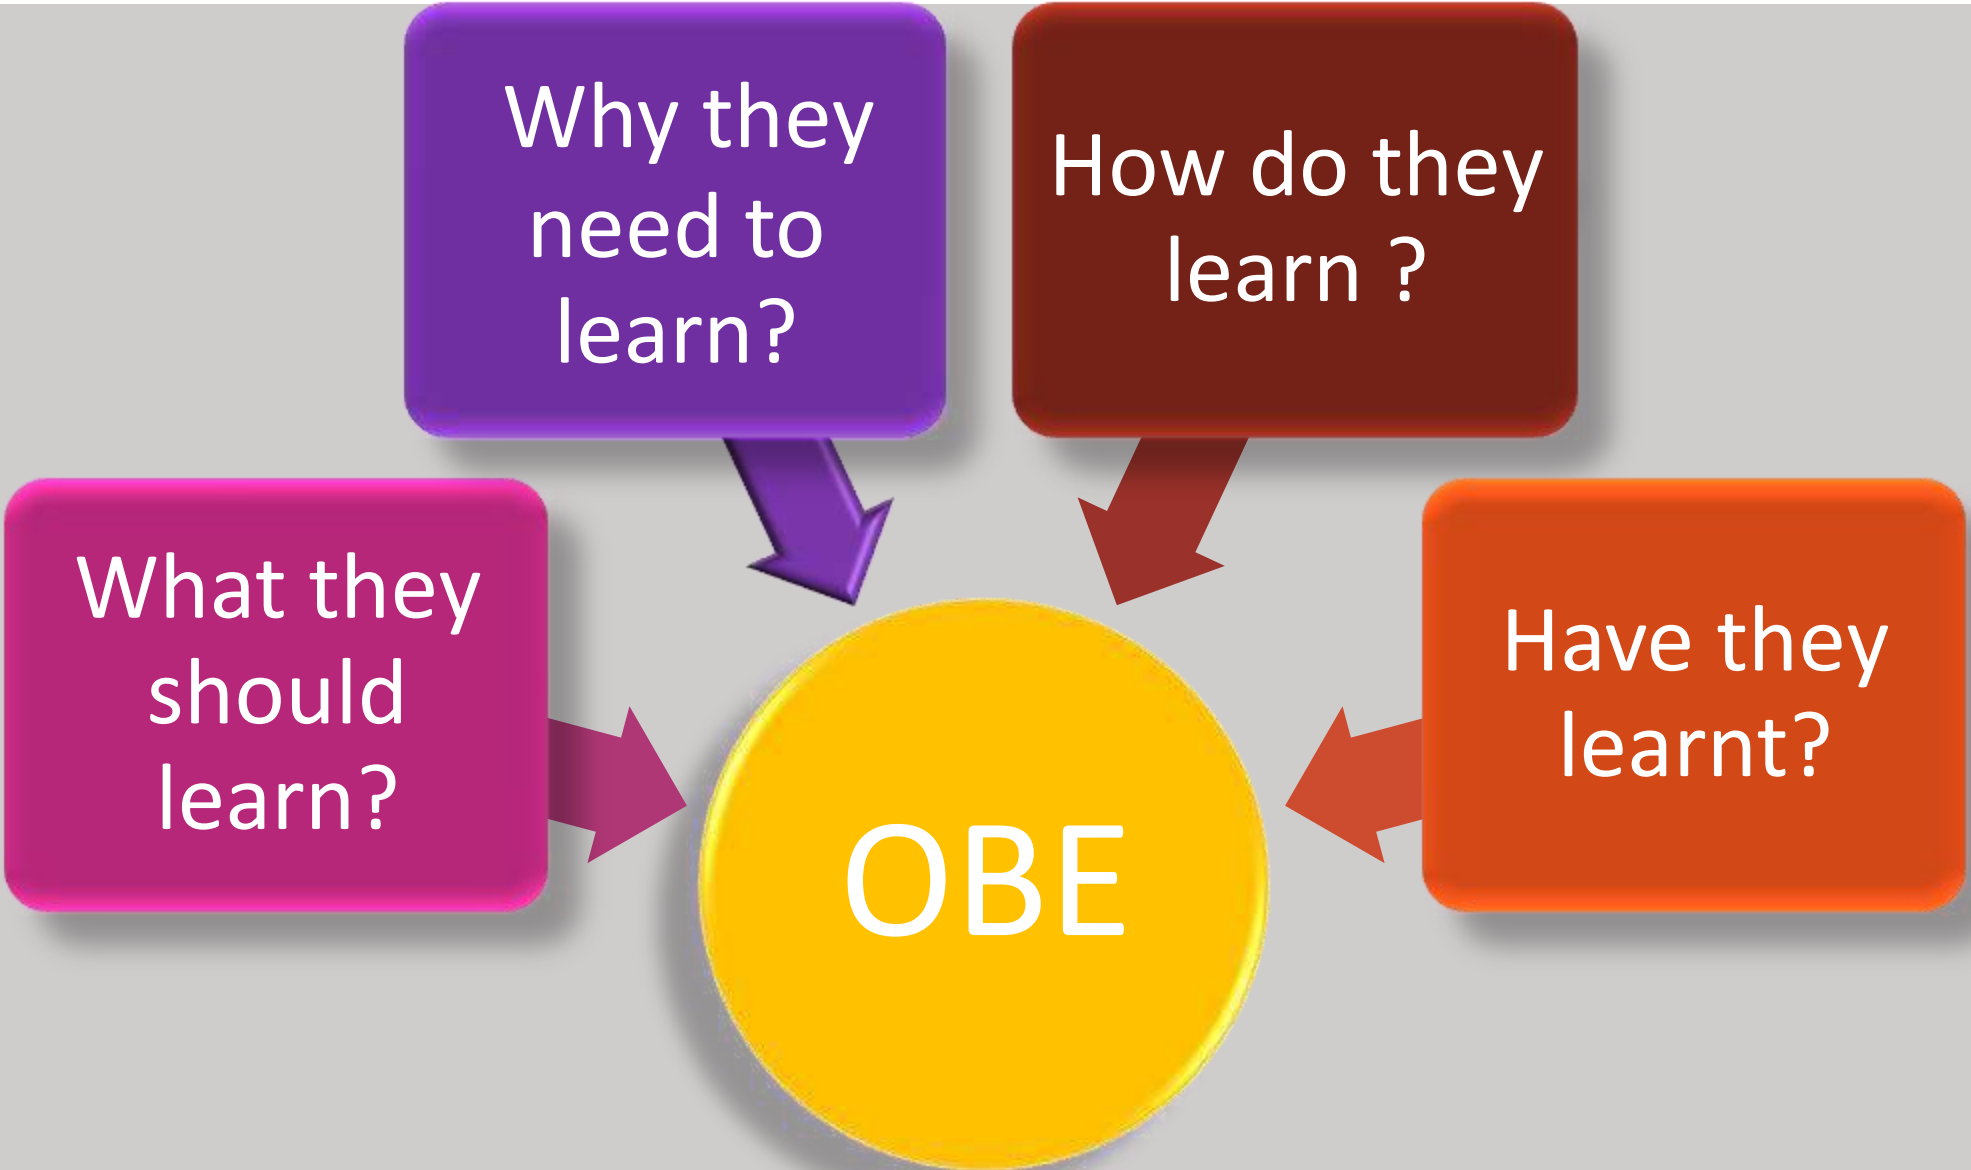 What they
should
learn?
Why they
need to
learn?
How do they
learn ?
Have they
learnt?
OBE